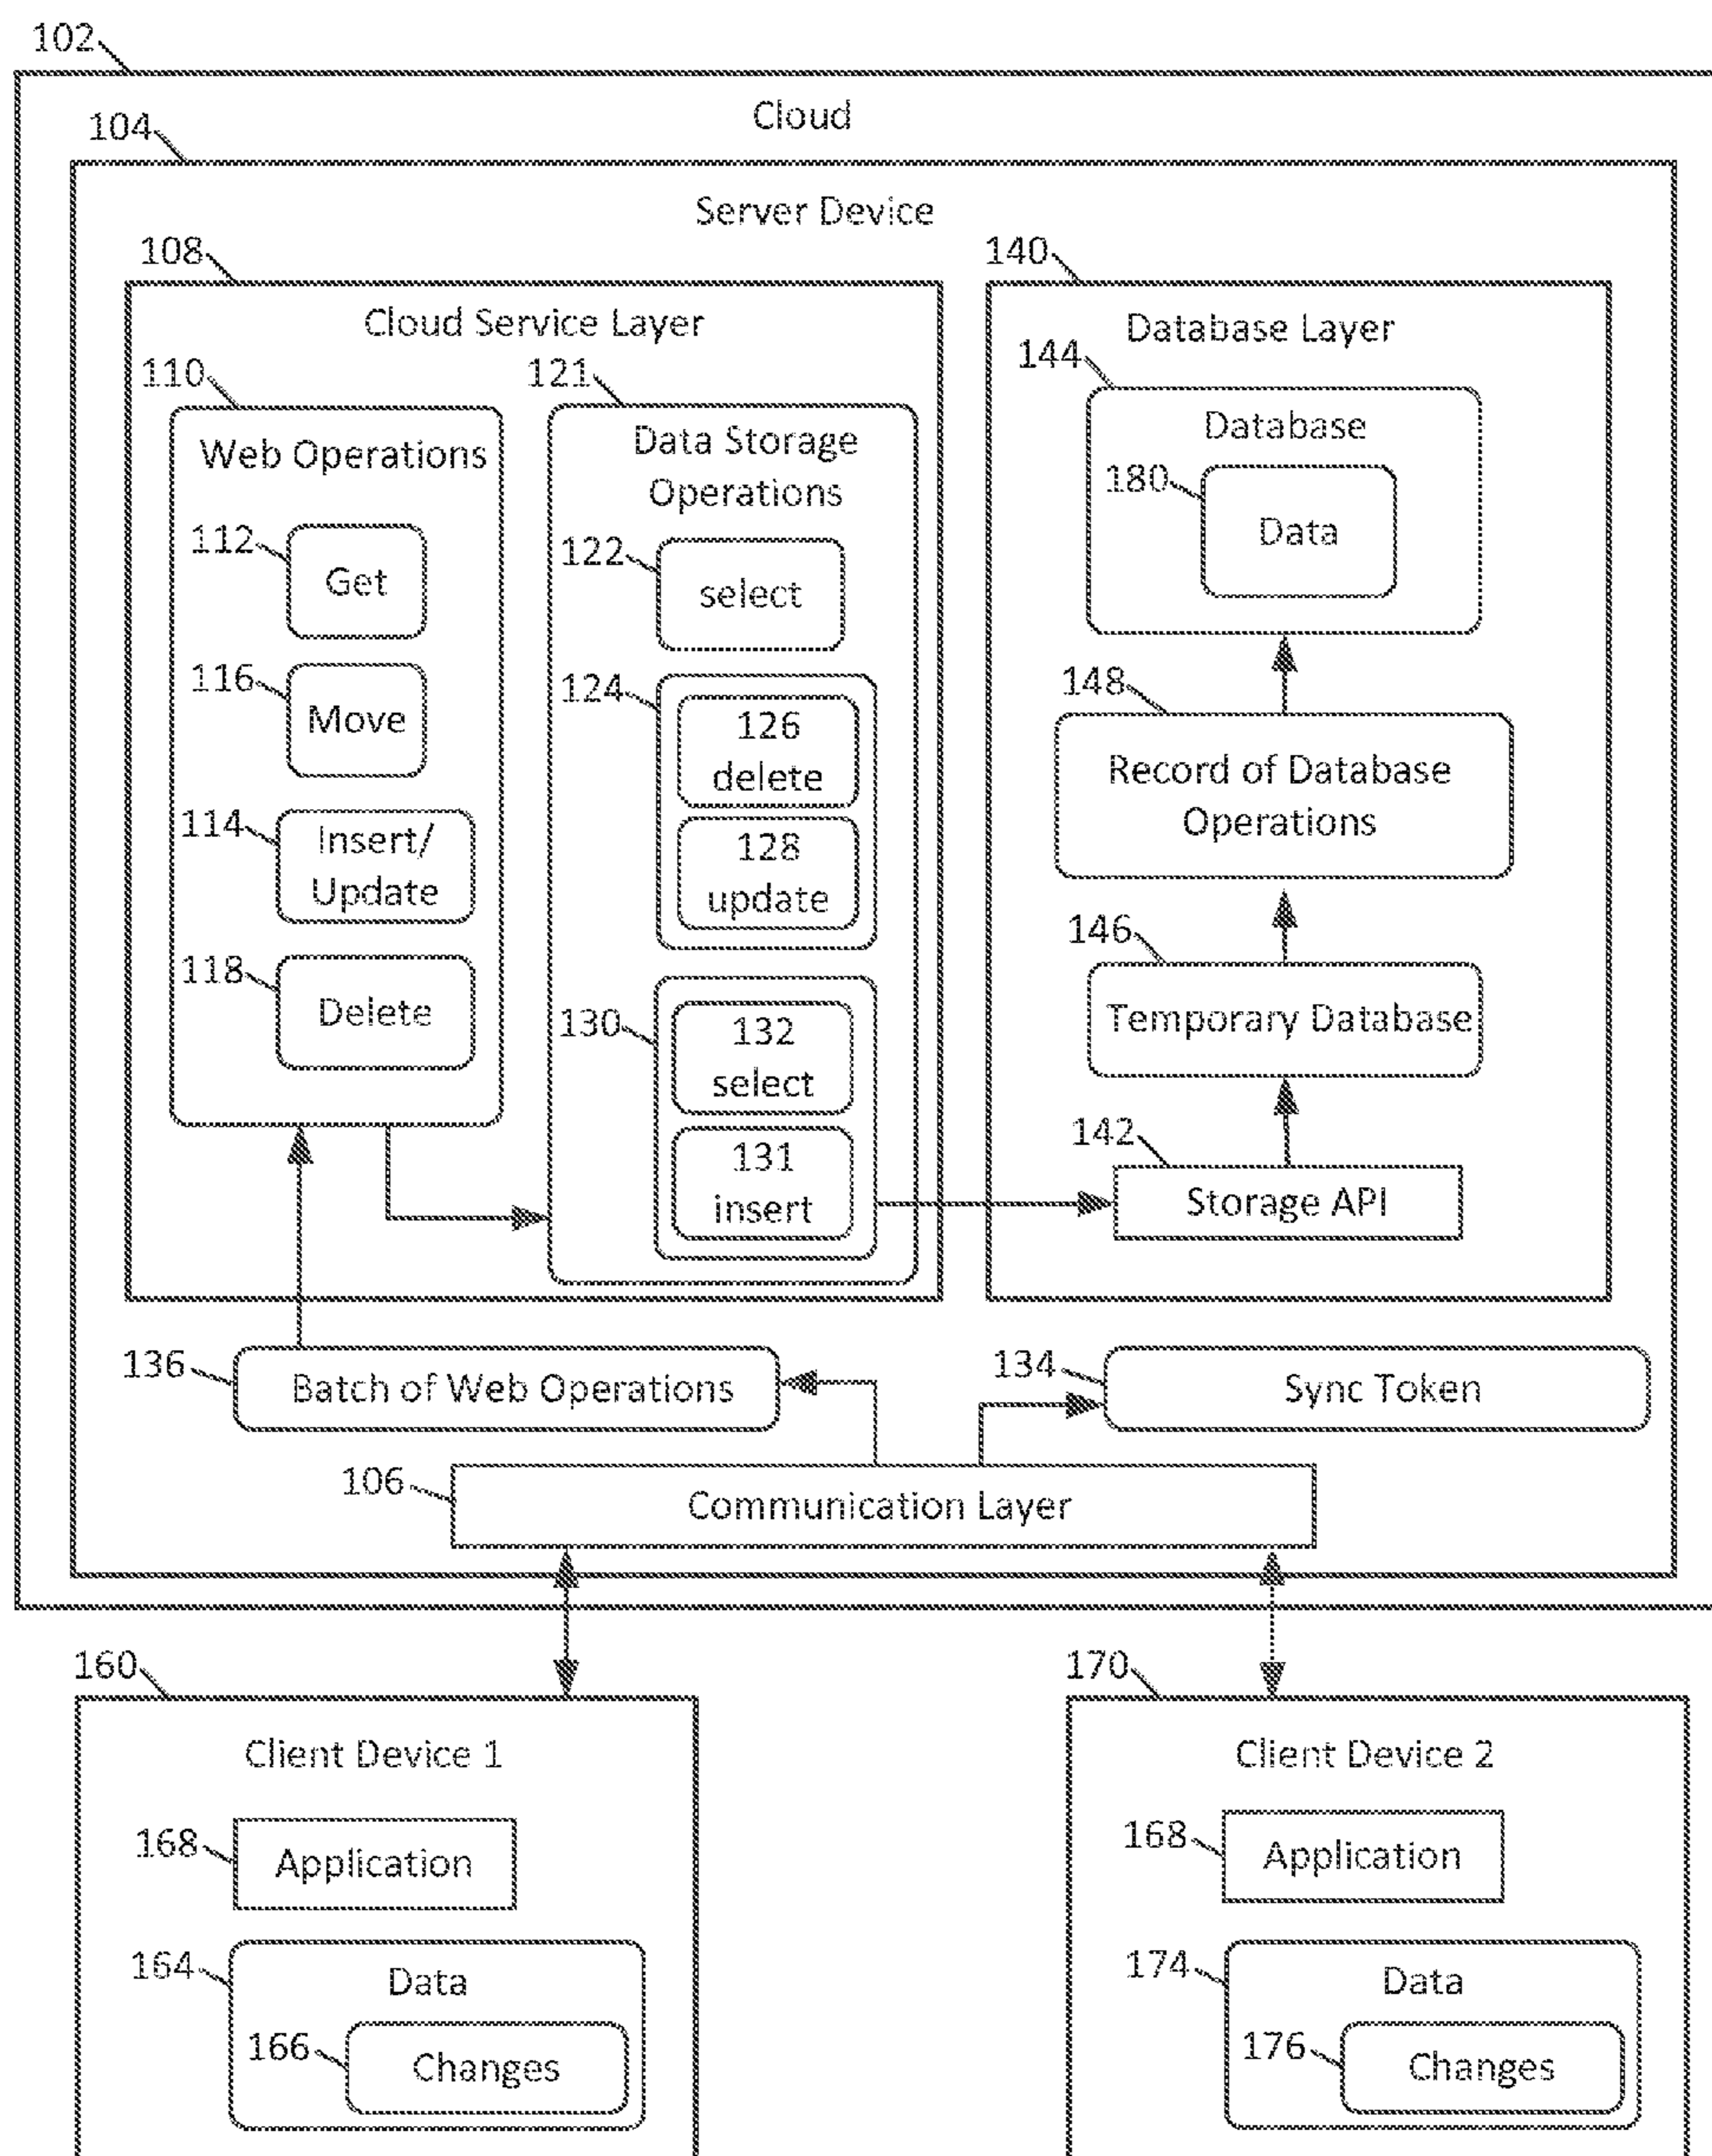 102
Cloud
104
Server Device
108
Cloud Service Layer
110
Web Operations
112
Get
116
Move
114
Insert/
Update
118
Delete
121
Data Storage
Operations
122
select
124
126
delete
128
update
130
132
select
131
insert
140
Database Layer
144
Database
180
Data
148
Record of Database
Operations
146
Temporary Database
142
Storage API
136
Batch of Web Operations
134
Sync Token
106
Communication Layer
160
Client Device 1
168
Application
164
Data
166
Changes
170
Client Device 2
168
Application
174
Data
176
Changes